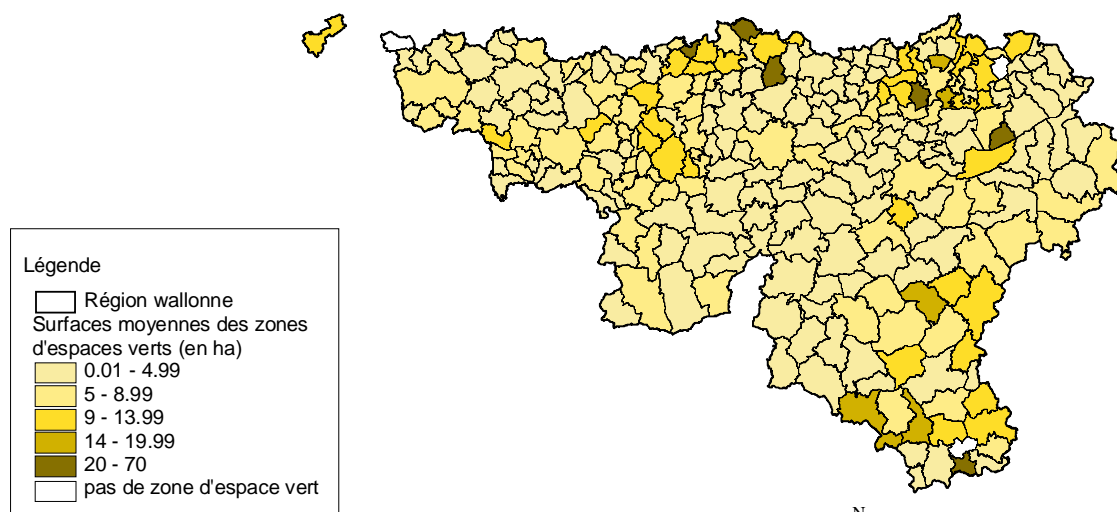 Légende
Région wallonne
Surfaces moyennes des zones
d'espaces verts (en ha)
0.01 - 4.99
5 - 8.99
9 - 13.99
14 - 19.99
20 - 70
pas de zone d'espace vert
N